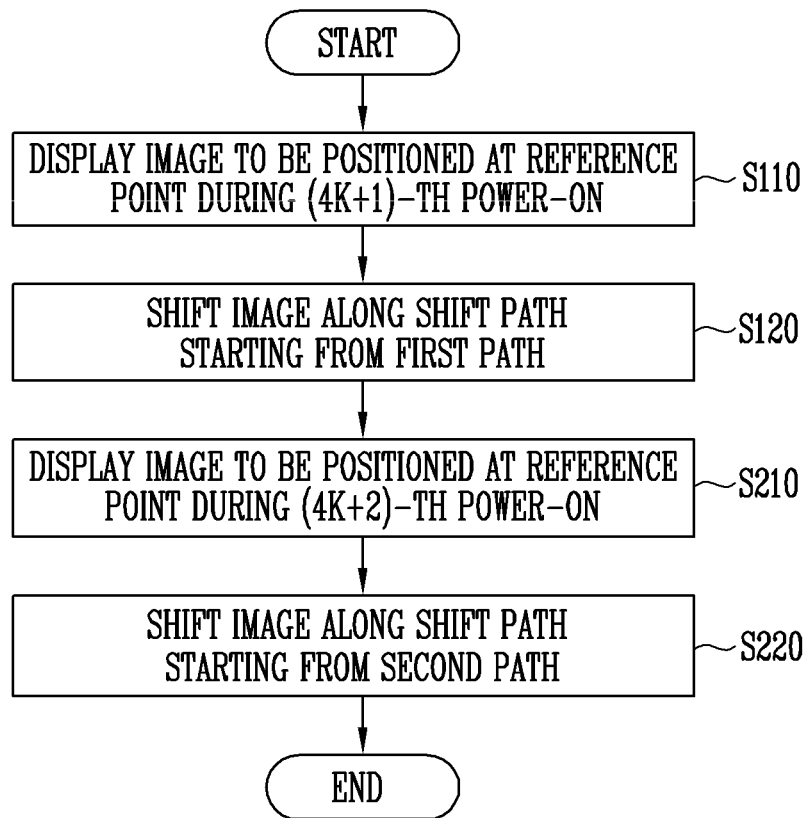 START
DISPLAY IMAGE TO BE POSITIONED AT REFERENCE
POINT DURING (4K+1)-TH POWER-ON
S110
SHIFT IMAGE ALONG SHIFT PATH
STARTING FROM FIRST PATH
S120
DISPLAY IMAGE TO BE POSITIONED AT REFERENCE
POINT DURING (4K+2)-TH POWER-ON
S210
SHIFT IMAGE ALONG SHIFT PATH
STARTING FROM SECOND PATH
S220
END